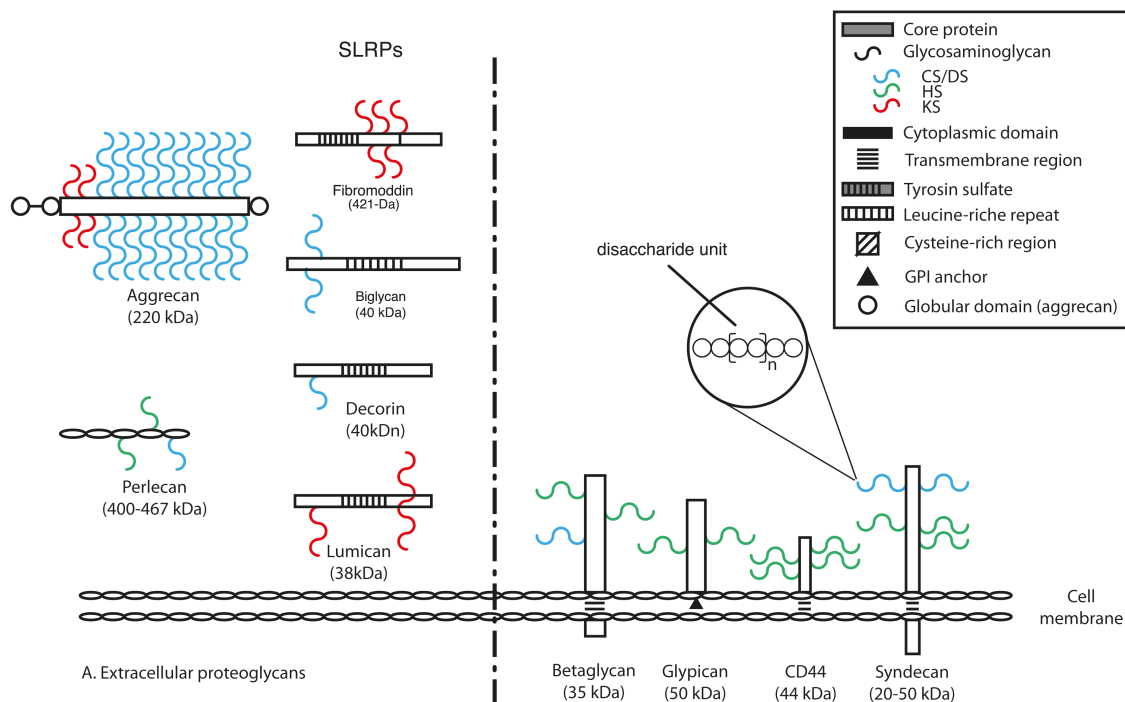 SLRPs
Fibromoddin
(421-Da)
Aggrecan
(220 kDa)
Biglycan
(40 kDa)
Decorin
(40kDn)
Perlecan
(400-467 kDa)
Lumican
(38kDa)
A. Extracellular proteoglycans
disaccharide unit
n
Core protein
Glycosaminoglycan
CS/DS
HS
KS
Cytoplasmic domain
Transmembrane region
Tyrosin sulfate
Leucine-riche repeat
Cysteine-rich region
GPI anchor
Globular domain (aggrecan)
Cell
membrane
Betaglycan
(35 kDa)
Glypican
(50 kDa)
CD44
(44 kDa)
Syndecan
(20-50 kDa)